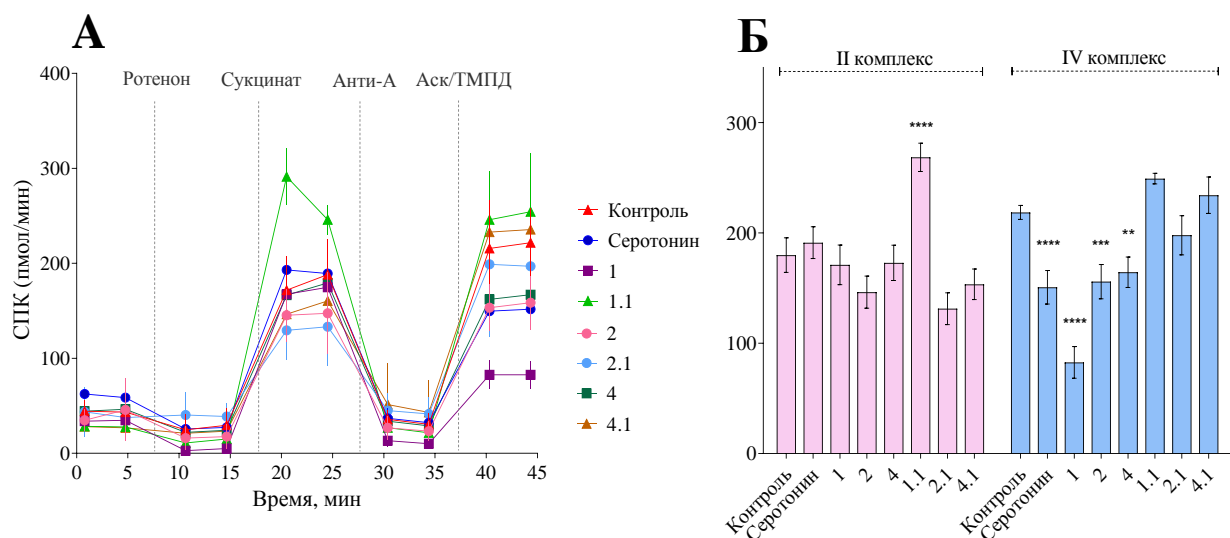 А
Ротенон
Сукцинат
Анти-А
Аск/ТМПД
СПК (пмол/мин)
400
300
200
100
0
0 5 10 15 20 25 30 35 40 45
Время, мин
Контроль
Серотонин
1
1.1
2
2.1
4
4.1
Б
II комплекс
IV комплекс
300
200
100
0
****
****
****
***
**
Контроль
Серотонин
1
2
4
1.1
2.1
4.1
Контроль
Серотонин
1
2
4
1.1
2.1
4.1